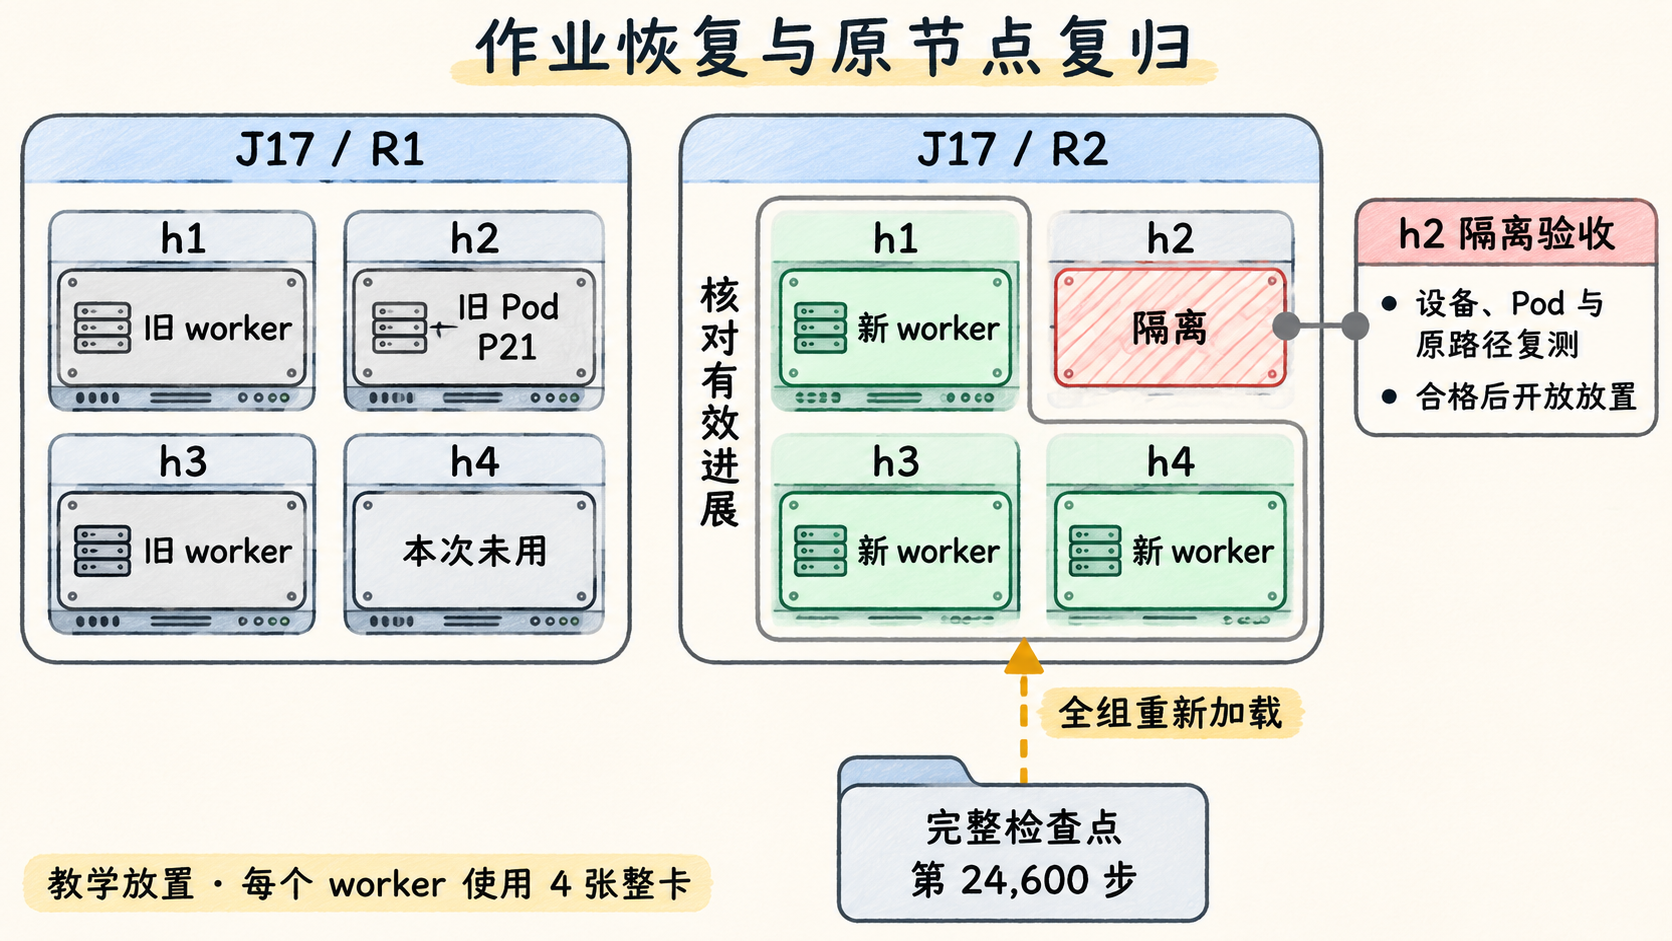 作业恢复与原节点复归
J17 / R1
h1
旧 worker
h2
旧 Pod
P21
h3
旧 worker
h4
本次未用
J17 / R2
核对有效进展
h1
新 worker
h2
隔离
h3
新 worker
h4
新 worker
h2 隔离验收
● 设备、Pod 与
原路径复测
● 合格后开放放置
全组重新加载
完整检查点
第 24,600 步
教学放置 · 每个 worker 使用 4 张整卡